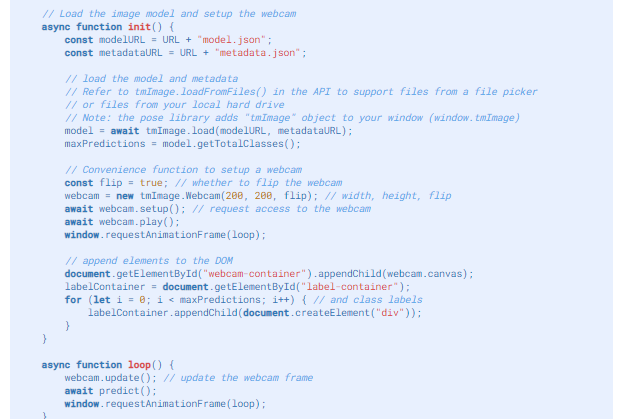 // Load the image model and setup the webcam
async function init() {
const modelURL = URL + "model.json";
const metadataURL = URL + "metadata.json";
// load the model and metadata
// Refer to tmImage.loadFromFiles() in the API to support files from a file picker
// or files from your local hard drive
// Note: the pose library adds "tmImage" object to your window (window.tmImage)
model = await tmImage.load(modelURL, metadataURL);
maxPredictions = model.getTotalClasses();
// Convenience function to setup a webcam
const flip = true; // whether to flip the webcam
webcam = new tmImage.Webcam(200, 200, flip); // width, height, flip
await webcam.setup(); // request access to the webcam
await webcam.play();
window.requestAnimationFrame(loop);
// append elements to the DOM
document.getElementById("webcam-container").appendChild(webcam.canvas);
labelContainer = document.getElementById("label-container");
for (let i = 0; i < maxPredictions; i++) { // and class labels
labelContainer.appendChild(document.createElement("div"));
}
}
async function loop() {
webcam.update(); // update the webcam frame
await predict();
window.requestAnimationFrame(loop);
}